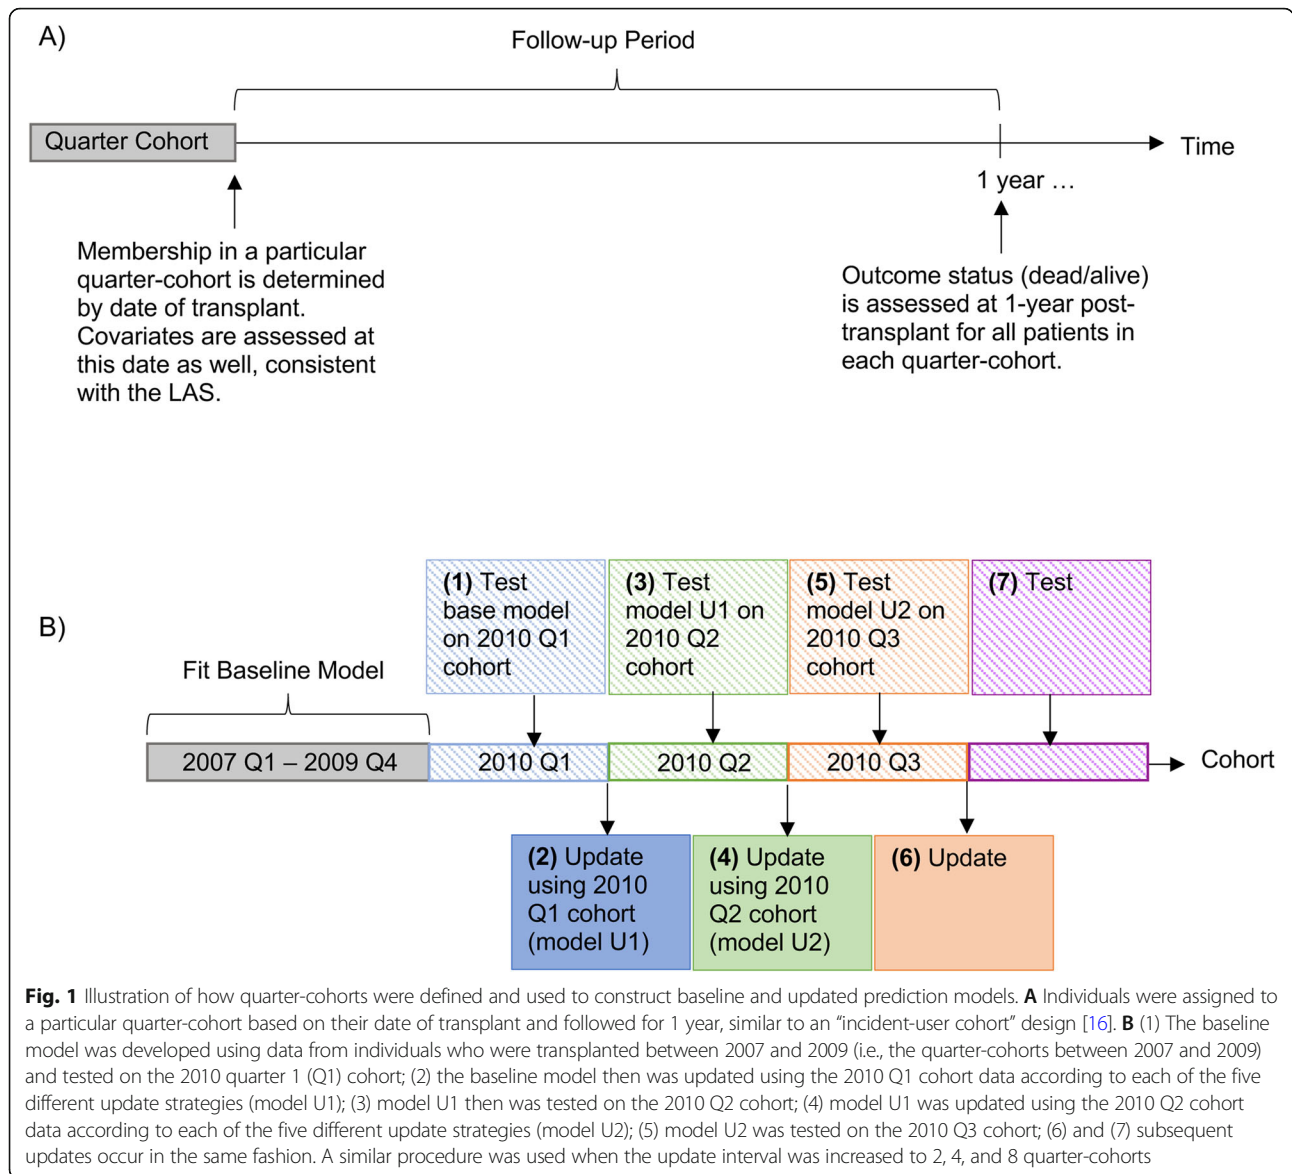 A)
Follow-up Period
Quarter Cohort
Time
1 year …
Membership in a particular
quarter-cohort is determined
by date of transplant.
Covariates are assessed at
this date as well, consistent
with the LAS.
Outcome status (dead/alive)
is assessed at 1-year post-
transplant for all patients in
each quarter-cohort.
B)
Fit Baseline Model
(1) Test
base model
on 2010 Q1
cohort
(3) Test
model U1 on
2010 Q2
cohort
(5) Test
model U2 on
2010 Q3
cohort
(7) Test
2007 Q1 – 2009 Q4
2010 Q1
2010 Q2
2010 Q3
Cohort
(2) Update
using 2010
Q1 cohort
(model U1)
(4) Update
using 2010
Q2 cohort
(model U2)
(6) Update
Fig. 1 Illustration of how quarter-cohorts were defined and used to construct baseline and updated prediction models. A Individuals were assigned to
a particular quarter-cohort based on their date of transplant and followed for 1 year, similar to an “incident-user cohort” design [16]. B (1) The baseline
model was developed using data from individuals who were transplanted between 2007 and 2009 (i.e., the quarter-cohorts between 2007 and 2009)
and tested on the 2010 quarter 1 (Q1) cohort; (2) the baseline model then was updated using the 2010 Q1 cohort data according to each of the five
different update strategies (model U1); (3) model U1 then was tested on the 2010 Q2 cohort; (4) model U1 was updated using the 2010 Q2 cohort
data according to each of the five different update strategies (model U2); (5) model U2 was tested on the 2010 Q3 cohort; (6) and (7) subsequent
updates occur in the same fashion. A similar procedure was used when the update interval was increased to 2, 4, and 8 quarter-cohorts